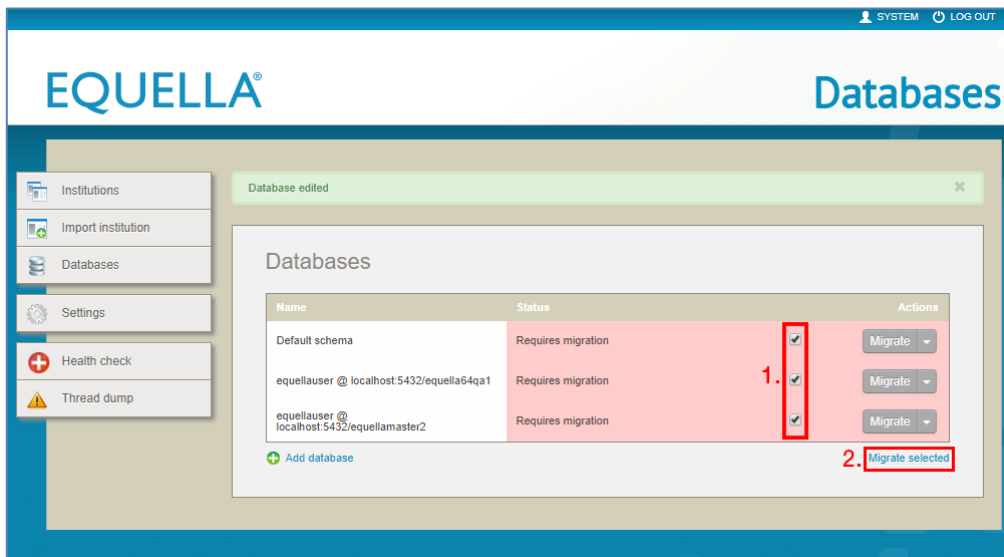 SYSTEM LOG OUT
EQUELLA®
Databases
Institutions
Import institution
Databases
Settings
Health check
Thread dump
Database edited
Databases
Name Status Actions
Default schema Requires migration Migrate
equellauser @ localhost:5432/equella64qa1 Requires migration Migrate
equellauser @
localhost:5432/equellamaster2 Requires migration Migrate
1.
Add database
2. Migrate selected